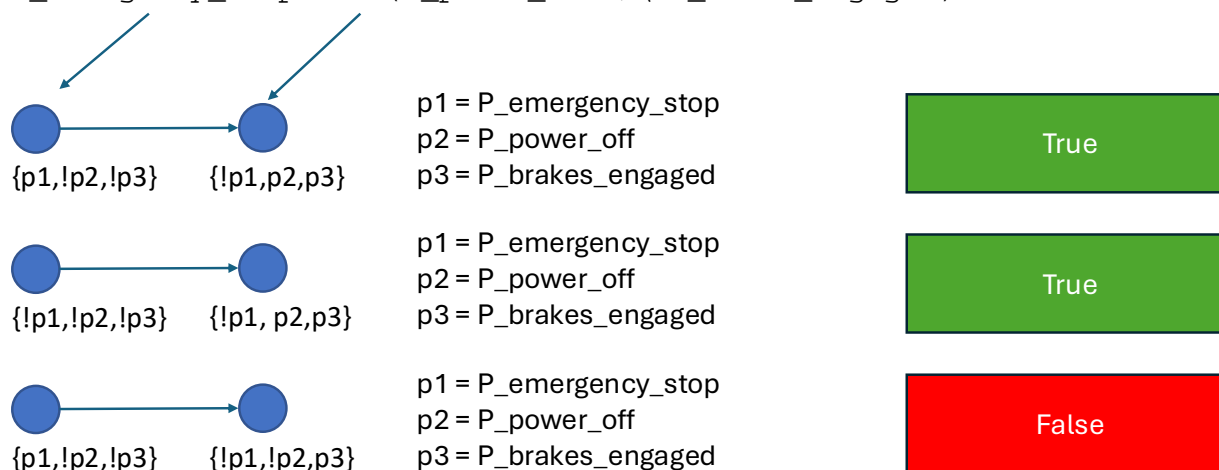 p1 = P_emergency_stop
p2 = P_power_off
p3 = P_brakes_engaged
{p1,!p2,!p3} {!p1,p2,p3}
True
p1 = P_emergency_stop
p2 = P_power_off
p3 = P_brakes_engaged
{!p1,!p2,!p3} {!p1, p2,p3}
True
p1 = P_emergency_stop
p2 = P_power_off
p3 = P_brakes_engaged
{p1,!p2,!p3} {!p1,!p2,p3}
False